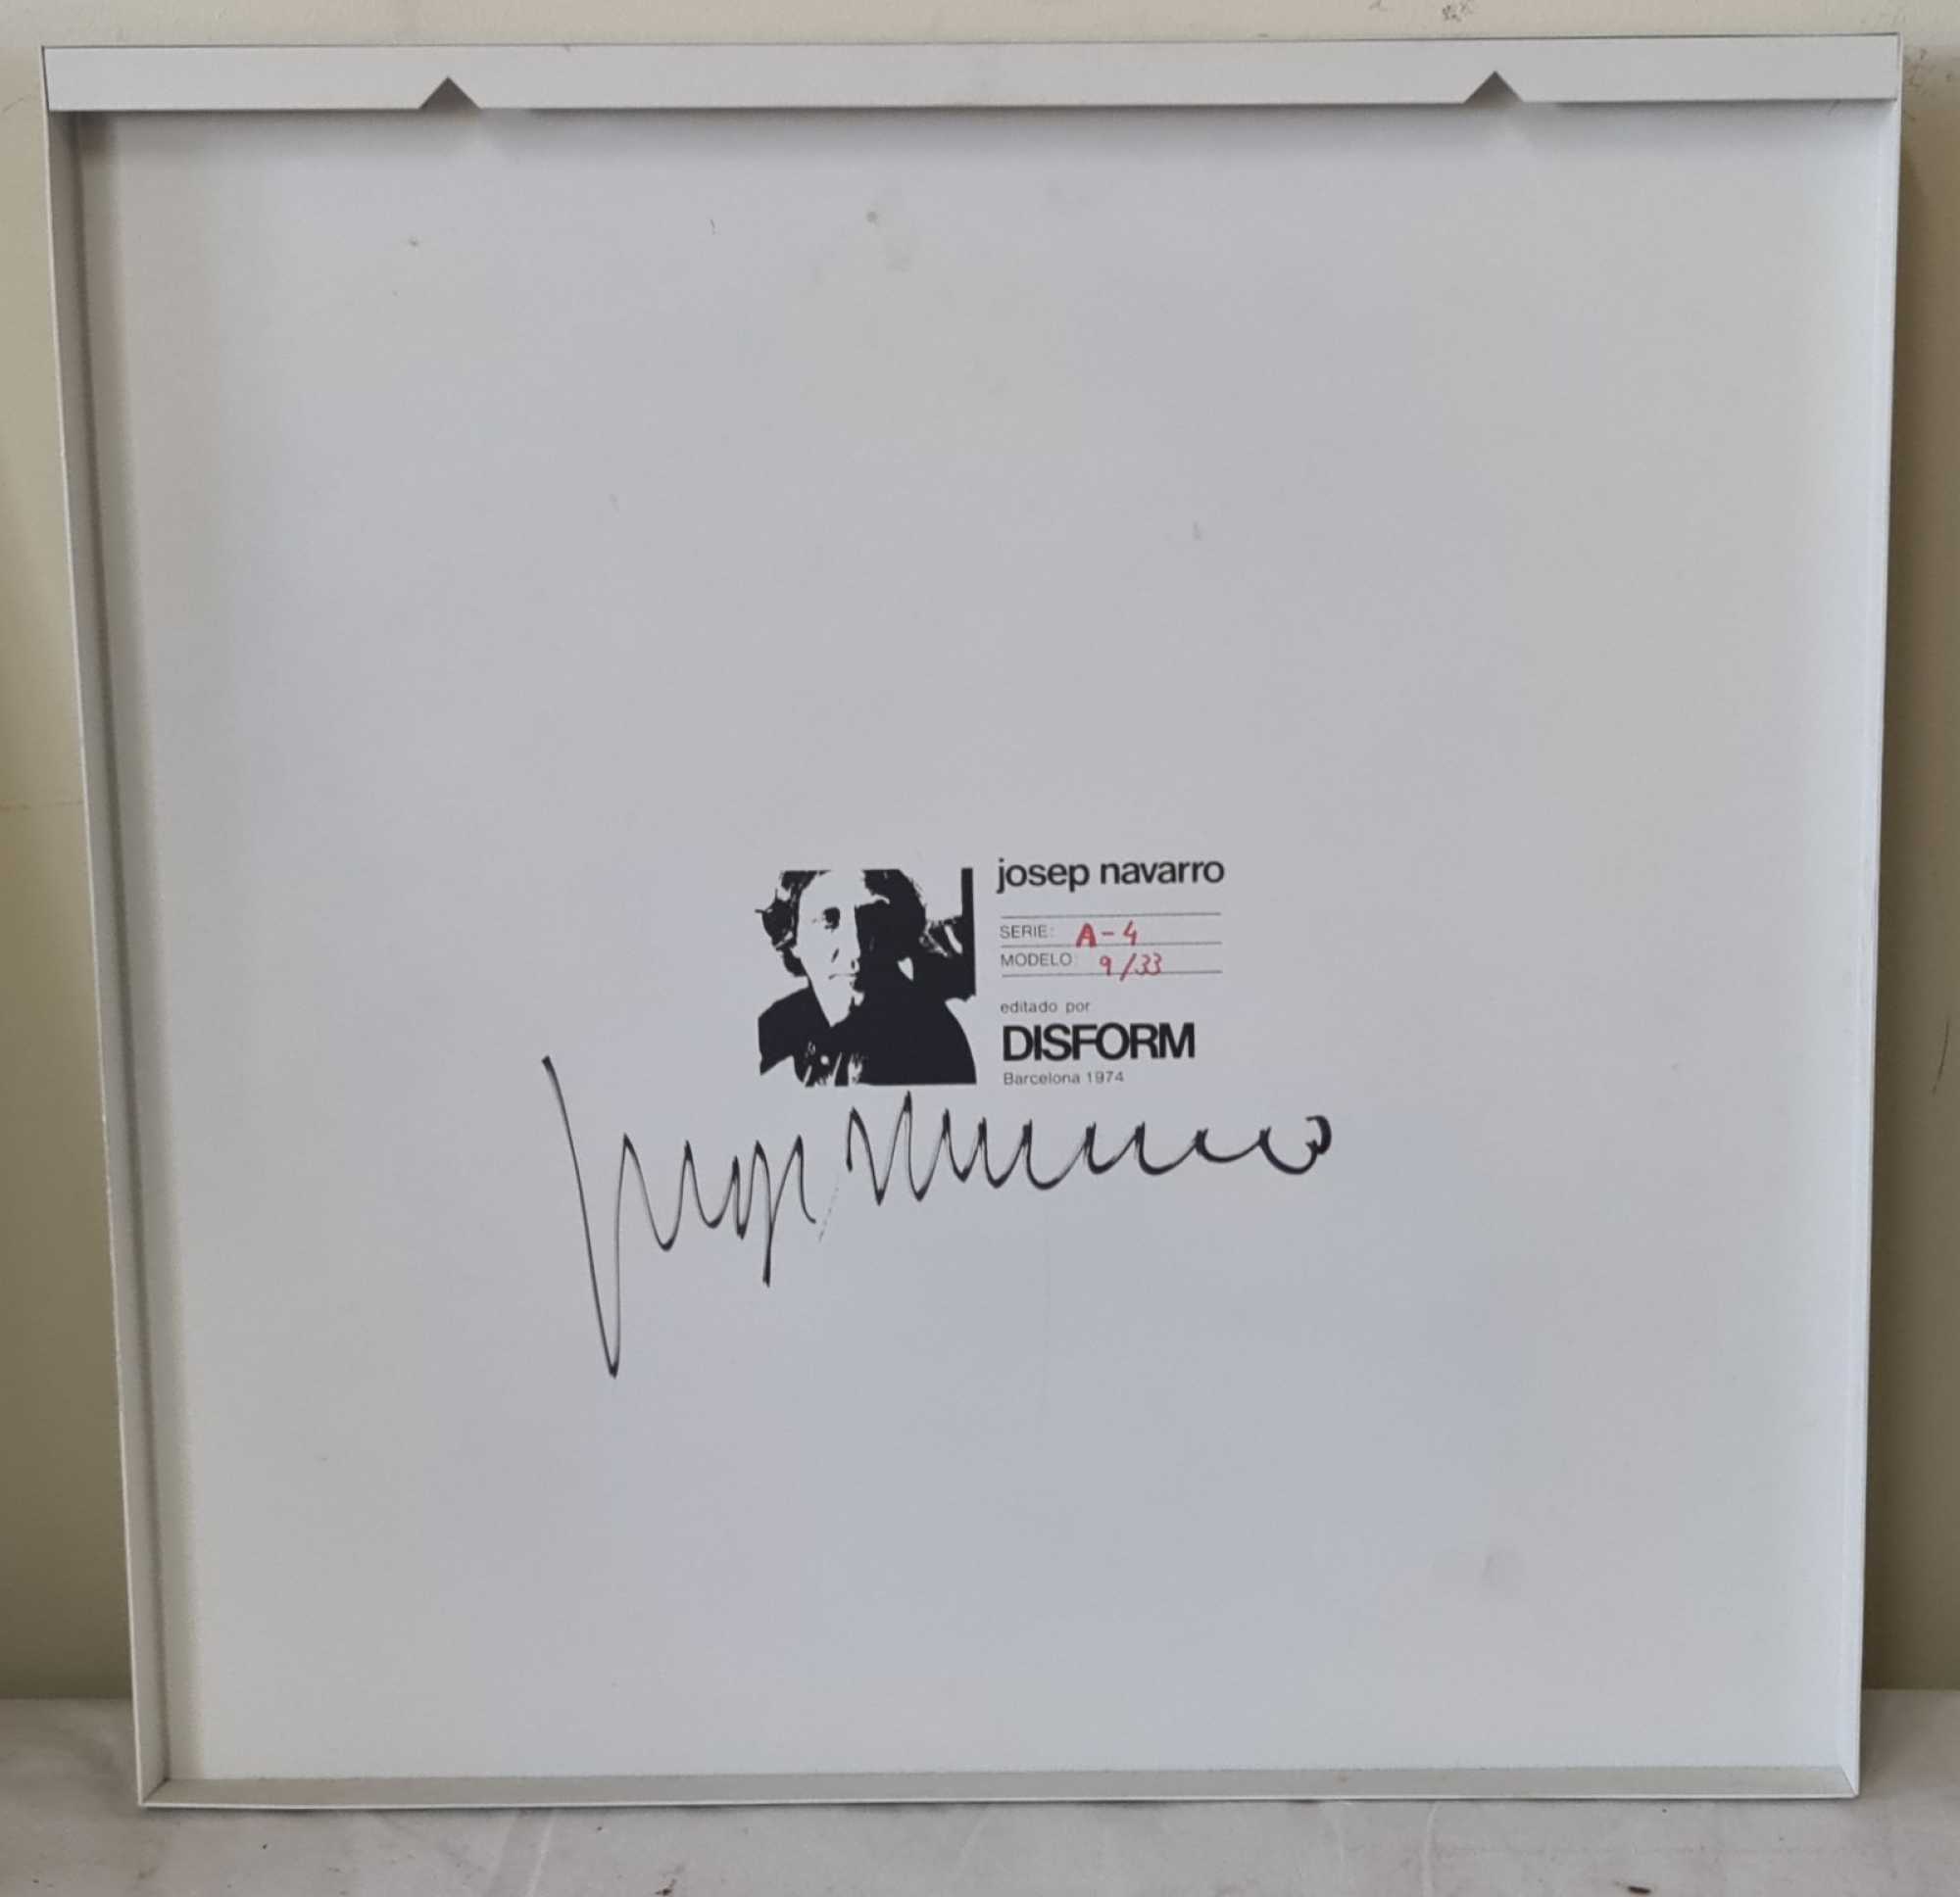 josep navarro
SERIE: A-4
MODELO 9/33
editado por
DISFORM
Barcelona 1974